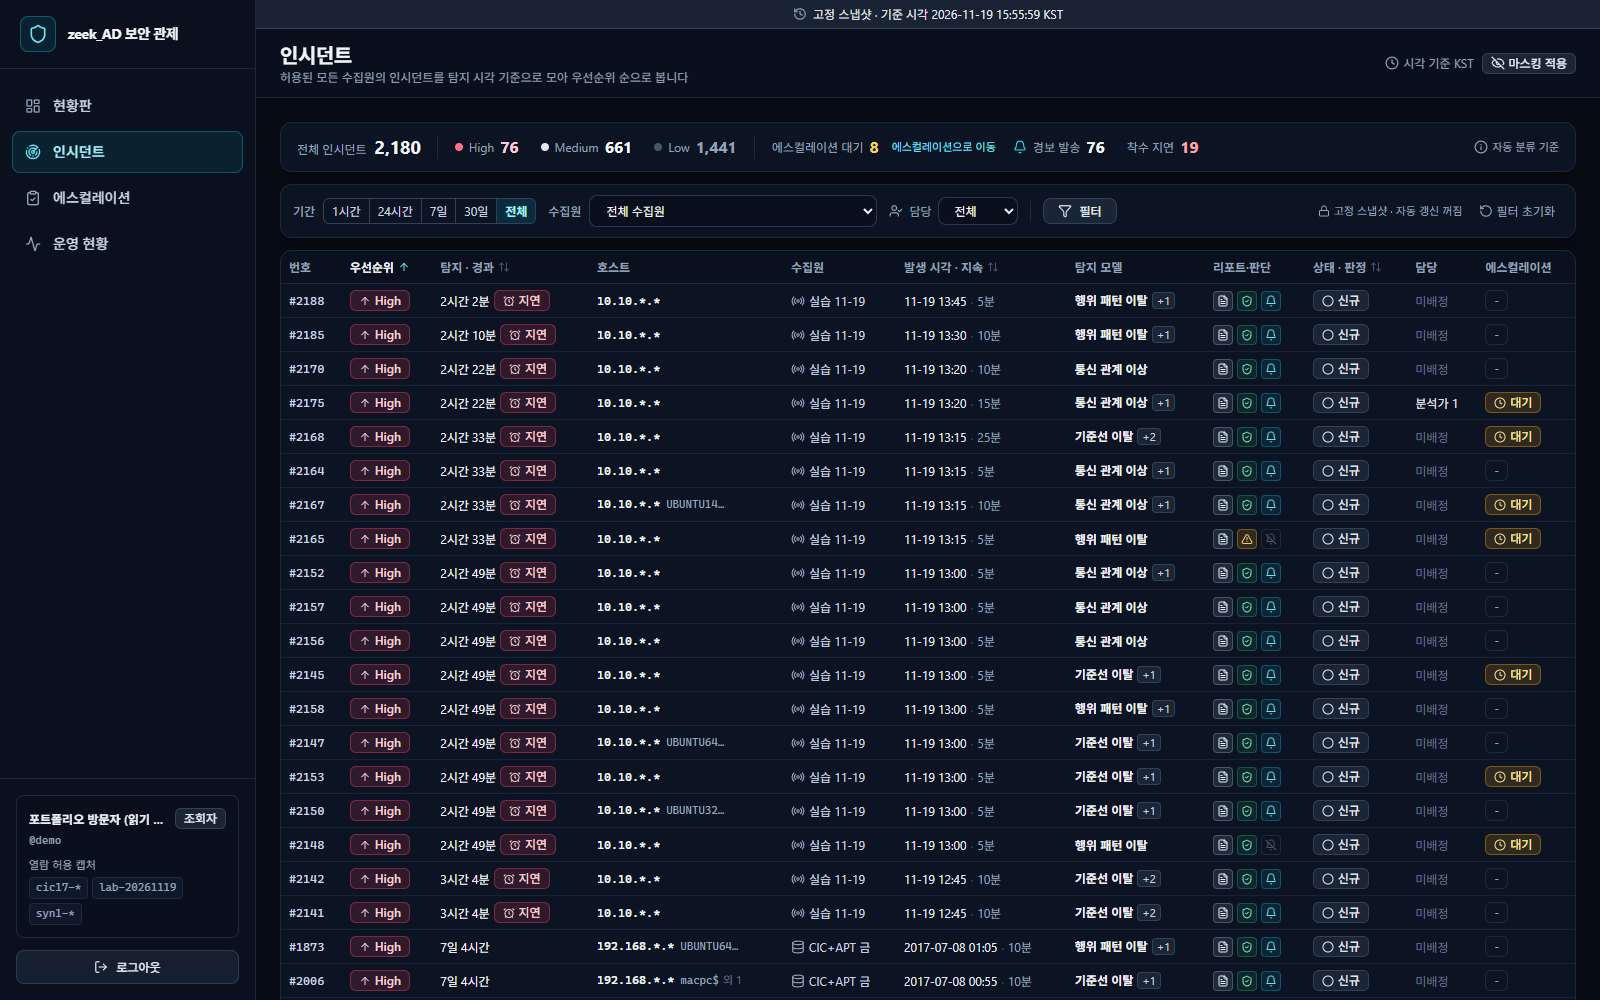 zeek_AD 보안 관제
현황판
인시던트
에스컬레이션
운영 현황
포트폴리오 방문자 (읽기 ... 조회자
@demo
열람 허용 캡처
cic17-* lab-20261119
syn1-*
로그아웃
고정 스냅샷 · 기준 시각 2026-11-19 15:55:59 KST
인시던트
허용된 모든 수집원의 인시던트를 탐지 시각 기준으로 모아 우선순위 순으로 봅니다
시각 기준 KST 마스킹 적용
전체 인시던트 2,180 High 76 Medium 661 Low 1,441 에스컬레이션 대기 8 에스컬레이션으로 이동 경보 발송 76 착수 지연 19 자동 분류 기준
기간 1시간 24시간 7일 30일 전체 수집원 전체 수집원 담당 전체 필터 고정 스냅샷 · 자동 갱신 꺼짐 필터 초기화
번호 우선순위 ↑ 탐지 · 경과 ↑↓ 호스트 수집원 발생 시각 · 지속 ↑↓ 탐지 모델 리포트·판단 상태 · 판정 ↑↓ 담당 에스컬레이션
#2188 ↑ High 2시간 2분 지연 10.10.*.* 실습 11-19 11-19 13:45 · 5분 행위 패턴 이탈 +1 신규 미배정 -
#2185 ↑ High 2시간 10분 지연 10.10.*.* 실습 11-19 11-19 13:30 · 10분 행위 패턴 이탈 +1 신규 미배정 -
#2170 ↑ High 2시간 22분 지연 10.10.*.* 실습 11-19 11-19 13:20 · 10분 통신 관계 이상 신규 미배정 -
#2175 ↑ High 2시간 22분 지연 10.10.*.* 실습 11-19 11-19 13:20 · 15분 통신 관계 이상 +1 신규 분석가 1 대기
#2168 ↑ High 2시간 33분 지연 10.10.*.* 실습 11-19 11-19 13:15 · 25분 기준선 이탈 +2 신규 미배정 대기
#2164 ↑ High 2시간 33분 지연 10.10.*.* 실습 11-19 11-19 13:15 · 5분 통신 관계 이상 +1 신규 미배정 -
#2167 ↑ High 2시간 33분 지연 10.10.*.* UBUNTU14… 실습 11-19 11-19 13:15 · 10분 통신 관계 이상 +1 신규 미배정 대기
#2165 ↑ High 2시간 33분 지연 10.10.*.* 실습 11-19 11-19 13:15 · 5분 행위 패턴 이탈 신규 미배정 대기
#2152 ↑ High 2시간 49분 지연 10.10.*.* 실습 11-19 11-19 13:00 · 5분 통신 관계 이상 +1 신규 미배정 -
#2157 ↑ High 2시간 49분 지연 10.10.*.* 실습 11-19 11-19 13:00 · 5분 통신 관계 이상 신규 미배정 -
#2156 ↑ High 2시간 49분 지연 10.10.*.* 실습 11-19 11-19 13:00 · 5분 통신 관계 이상 신규 미배정 -
#2145 ↑ High 2시간 49분 지연 10.10.*.* 실습 11-19 11-19 13:00 · 5분 기준선 이탈 +1 신규 미배정 대기
#2158 ↑ High 2시간 49분 지연 10.10.*.* 실습 11-19 11-19 13:00 · 5분 행위 패턴 이탈 +1 신규 미배정 -
#2147 ↑ High 2시간 49분 지연 10.10.*.* UBUNTU64… 실습 11-19 11-19 13:00 · 5분 기준선 이탈 +1 신규 미배정 -
#2153 ↑ High 2시간 49분 지연 10.10.*.* 실습 11-19 11-19 13:00 · 5분 기준선 이탈 +1 신규 미배정 대기
#2150 ↑ High 2시간 49분 지연 10.10.*.* UBUNTU32… 실습 11-19 11-19 13:00 · 5분 기준선 이탈 +1 신규 미배정 -
#2148 ↑ High 2시간 49분 지연 10.10.*.* 실습 11-19 11-19 13:00 · 5분 행위 패턴 이탈 신규 미배정 대기
#2142 ↑ High 3시간 4분 지연 10.10.*.* 실습 11-19 11-19 12:45 · 10분 기준선 이탈 +2 신규 미배정 -
#2141 ↑ High 3시간 4분 지연 10.10.*.* 실습 11-19 11-19 12:45 · 10분 기준선 이탈 +2 신규 미배정 -
#1873 ↑ High 7일 4시간 192.168.*.* UBUNTU64… CIC+APT 금 2017-07-08 01:05 · 10분 행위 패턴 이탈 +1 신규 미배정 -
#2006 ↑ High 7일 4시간 192.168.*.* macpc$ 외 1 CIC+APT 금 2017-07-08 00:55 · 10분 기준선 이탈 +1 신규 미배정 -